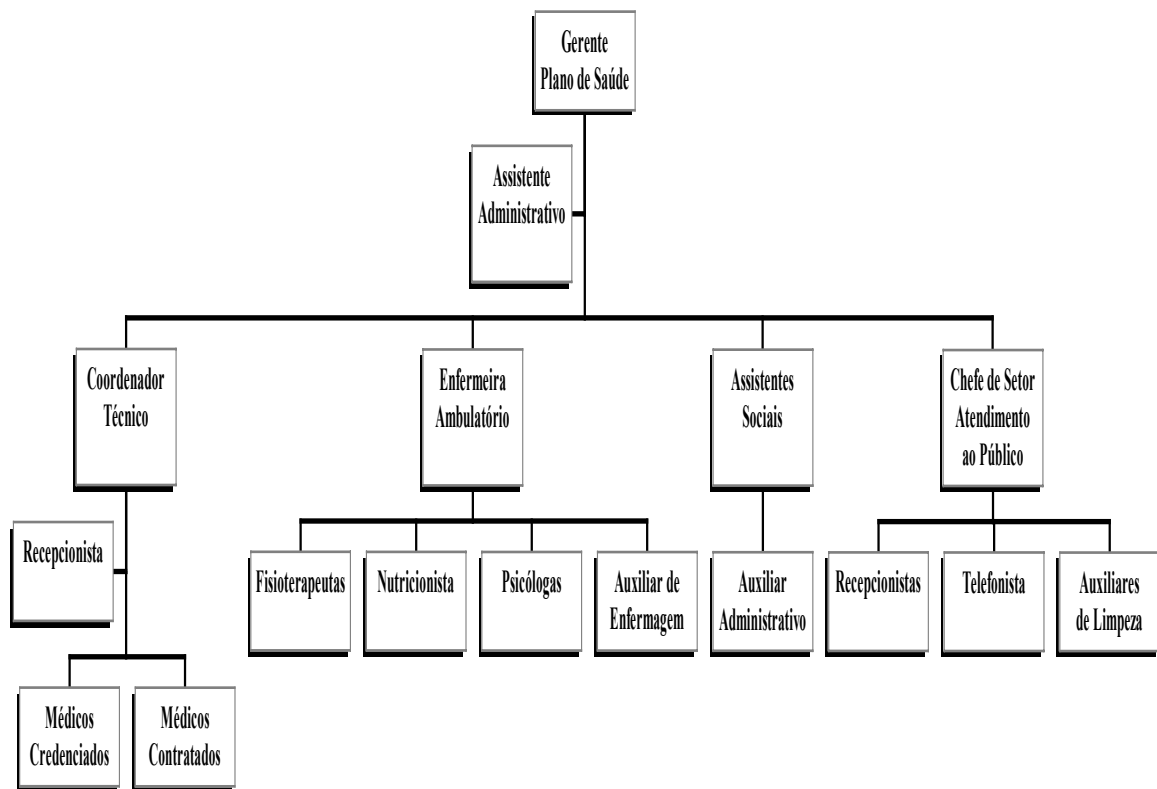 Gerente
Plano de Saúde
Assistente
Administrativo
Coordenador
Técnico
Enfermeira
Ambulatório
Assistentes
Sociais
Chefe de Setor
Atendimento
ao Público
Recepcionista
Fisioterapeutas
Nutricionista
Psicólogas
Auxiliar de
Enfermagem
Auxiliar
Administrativo
Recepcionistas
Telefonista
Auxiliares
de Limpeza
Médicos
Credenciados
Médicos
Contratados